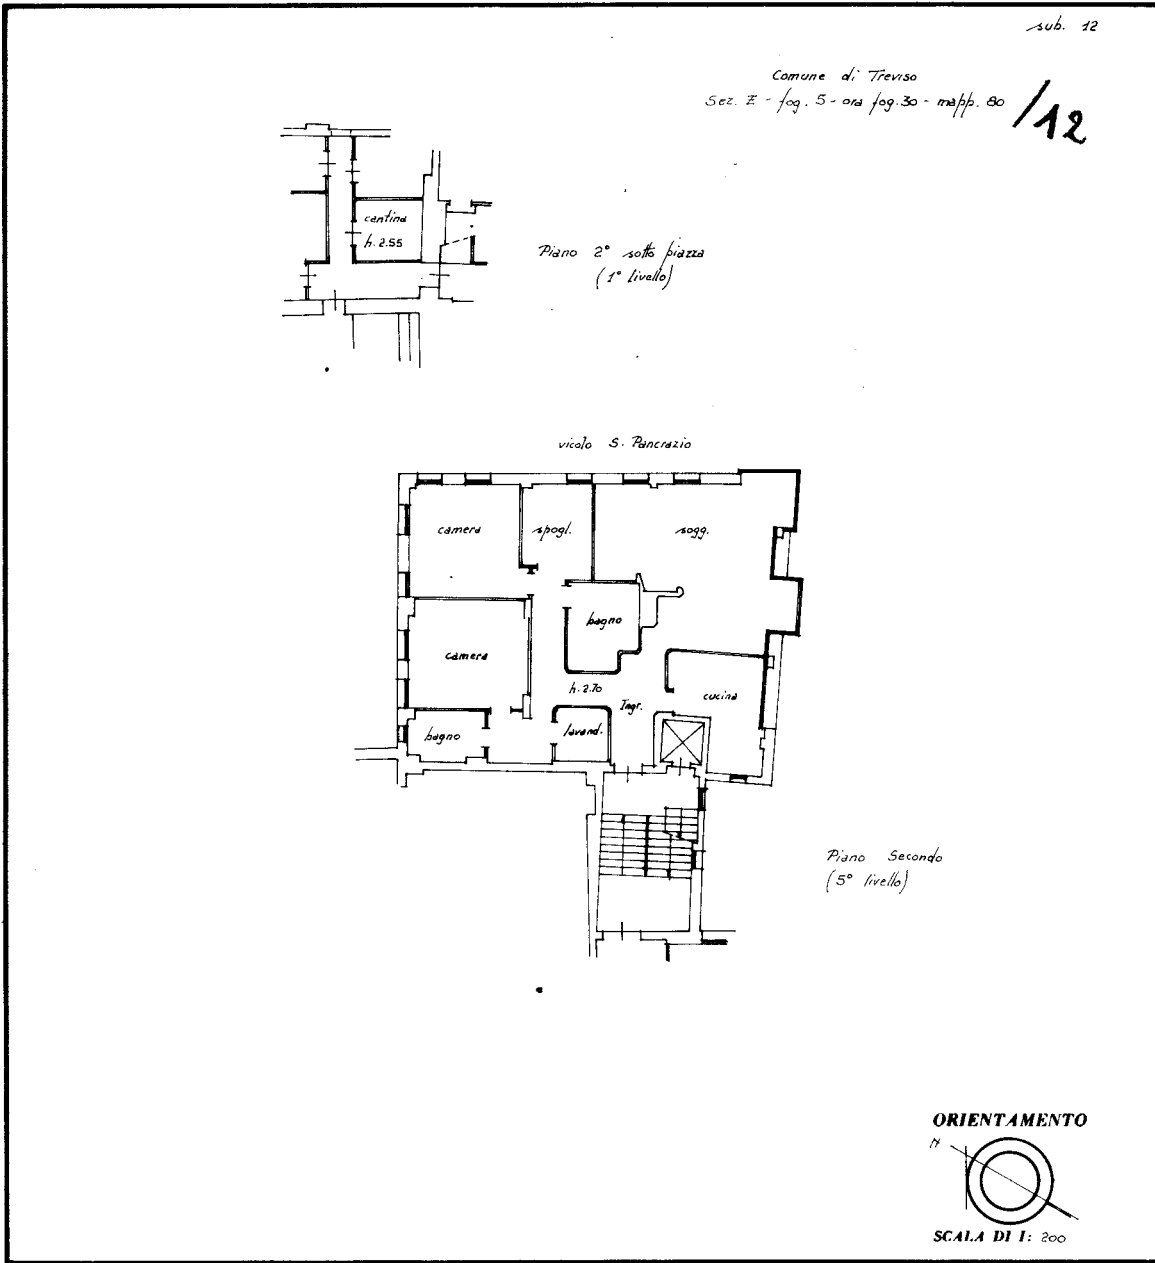 sub. 12
Comune di Treviso
Sez. E - fog. 5 - ora fog. 30 - mapp. 80
/12
cantina
h. 2.55
Piano 2° sotto piazza
(1° livello)
vicolo S. Pancrazio
camera
spogl.
sogg.
bagno
camera
h. 2.70
Ingr.
cucina
bagno
lavand.
Piano Secondo
(5° livello)
ORIENTAMENTO
N
SCALA DI 1: 200